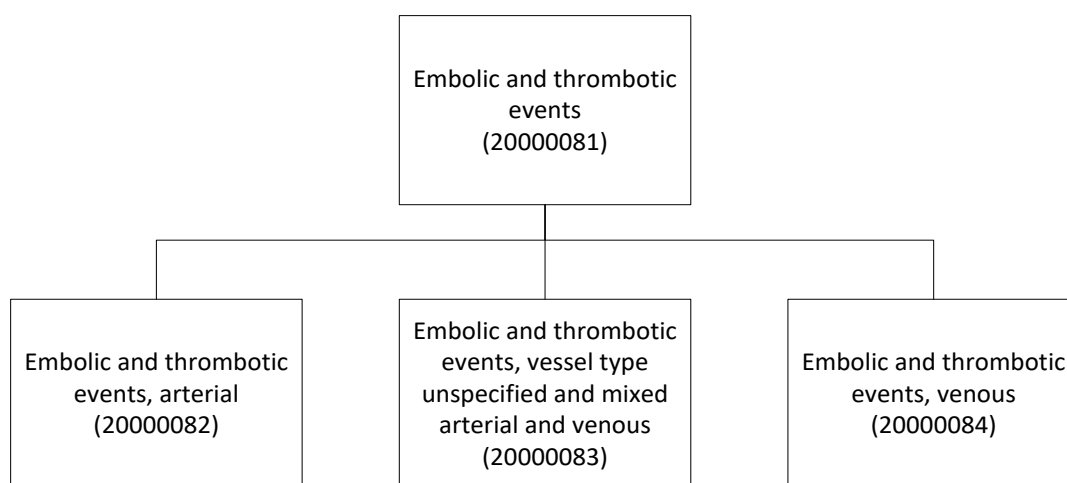 Embolic and thrombotic
events
(20000081)
Embolic and thrombotic
events, arterial
(20000082)
Embolic and thrombotic
events, vessel type
unspecified and mixed
arterial and venous
(20000083)
Embolic and thrombotic
events, venous
(20000084)